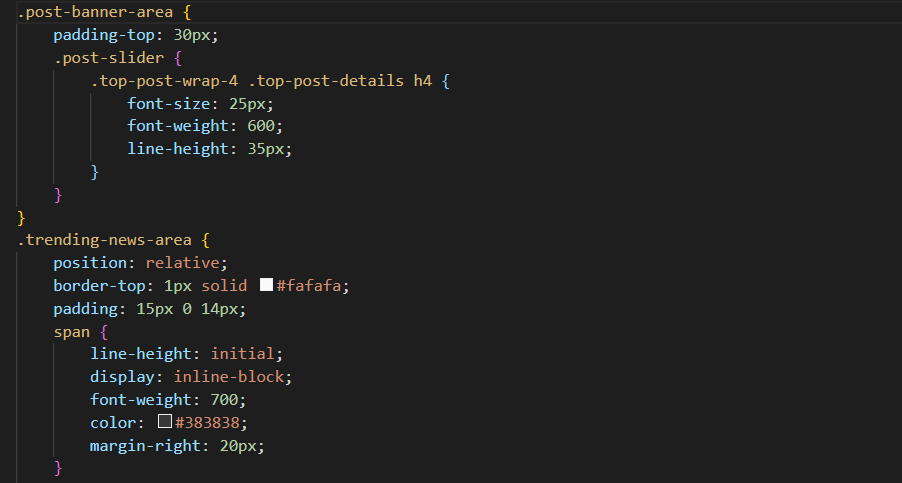 .post-banner-area {
    padding-top: 30px;
    .post-slider {
        .top-post-wrap-4 .top-post-details h4 {
            font-size: 25px;
            font-weight: 600;
            line-height: 35px;
        }
    }
}
.trending-news-area {
    position: relative;
    border-top: 1px solid #fafafa;
    padding: 15px 0 14px;
    span {
        line-height: initial;
        display: inline-block;
        font-weight: 700;
        color: #383838;
        margin-right: 20px;
    }